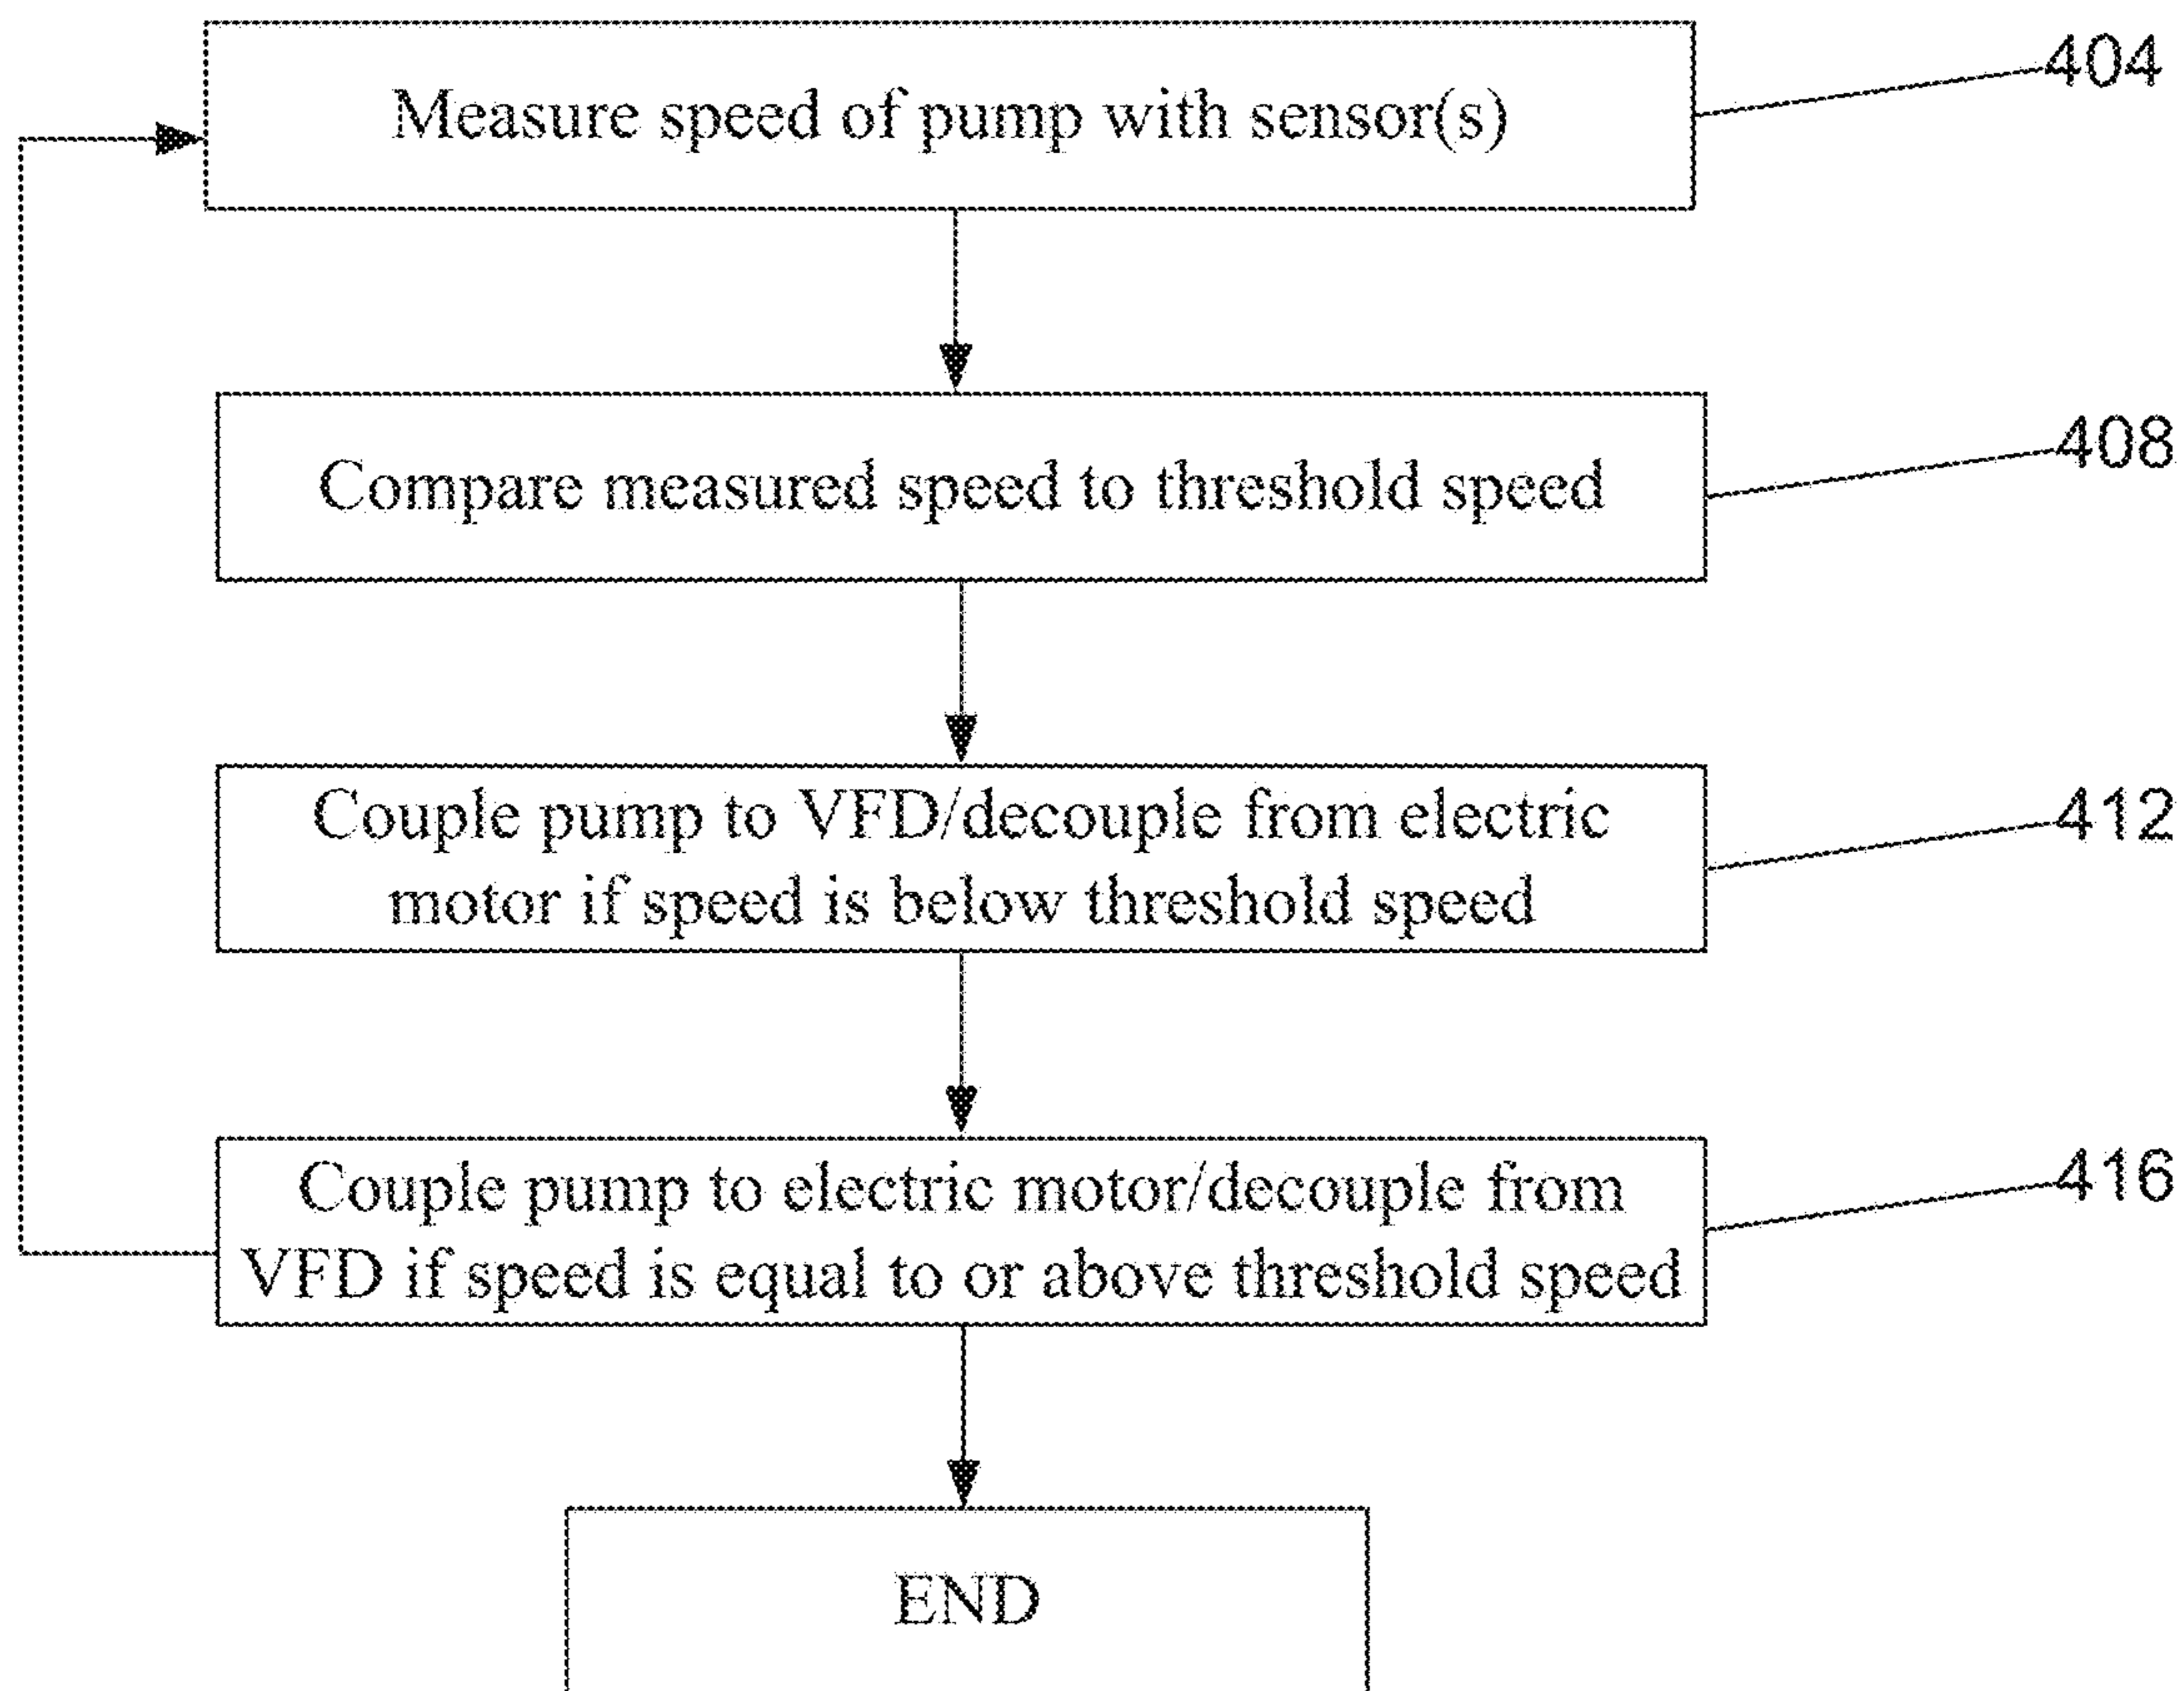 Measure speed of pump with sensor(s)
404
Compare measured speed to threshold speed
408
Couple pump to VFD/decouple from electric
motor if speed is below threshold speed
412
Couple pump to electric motor/decouple from
VFD if speed is equal to or above threshold speed
416
END